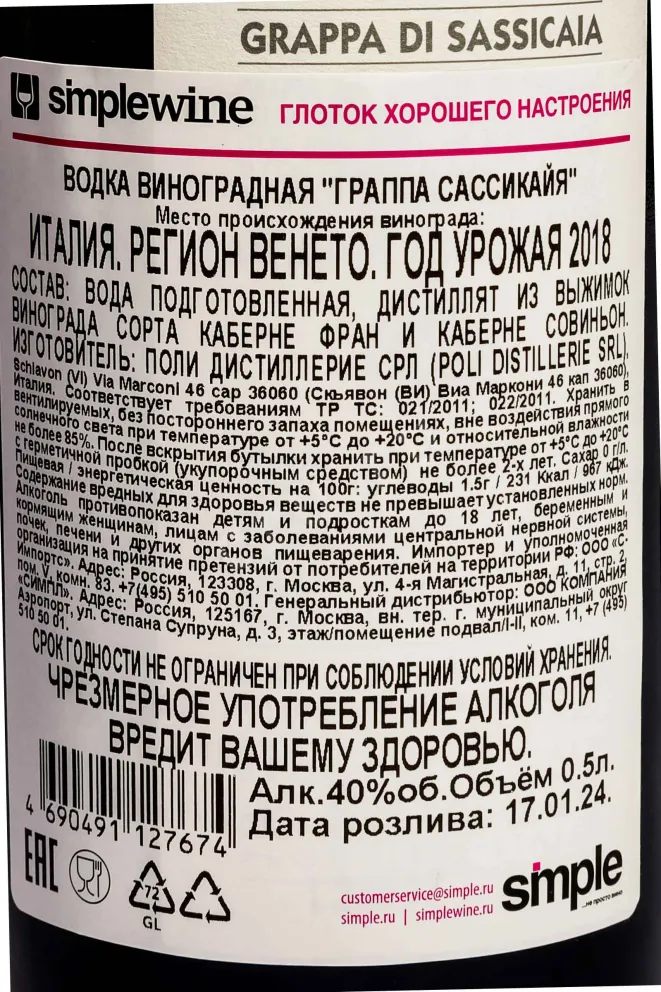 GRAPPA DI SASSICAIA
simplewine ГЛОТОК ХОРОШЕГО НАСТРОЕНИЯ
ВОДКА ВИНОГРАДНАЯ "ГРАППА САССИКАЙЯ"
Место происхождения винограда:
ИТАЛИЯ. РЕГИОН ВЕНЕТО. ГОД УРОЖАЯ 2018
СОСТАВ: ВОДА ПОДГОТОВЛЕННАЯ, ДИСТИЛЛЯТ ИЗ ВЫЖИМОК
ВИНОГРАДА СОРТА КАБЕРНЕ ФРАН И КАБЕРНЕ СОВИНЬОН.
ИЗГОТОВИТЕЛЬ: ПОЛИ ДИСТИЛЛЕРИЕ СРЛ (POLI DISTILLERIE SRL),
Schiavon (VI) Via Marconi 46 cap 36060 (Скьявон (ВИ) Виа Маркони 46 кап 36060),
Италия. Соответствует требованиям ТР ТС: 021/2011; 022/2011. Хранить в
вентилируемых, без постороннего запаха помещениях, вне воздействия прямого
солнечного света при температуре от +5°С до +20°С и относительной влажности
не более 85%. После вскрытия бутылки хранить при температуре от +5°С до +20°С
с герметичной пробкой (укупорочным средством) не более 2-х лет. Сахар 0 г/л.
Пищевая / энергетическая ценность на 100г: углеводы 1.5г / 231 Ккал / 967 кДж.
Содержание вредных для здоровья веществ не превышает установленных норм.
Алкоголь противопоказан детям и подросткам до 18 лет, беременным и
кормящим женщинам, лицам с заболеваниями центральной нервной системы,
почек, печени и других органов пищеварения. Импортер и уполномоченная
организация на принятие претензий от потребителей на территории РФ: ООО «С-
Импортс». Адрес: Россия, 123308, г. Москва, ул. 4-я Магистральная, д. 11, стр. 2,
пом. V, комн. 83. +7(495) 510 50 01. Генеральный дистрибьютор: ООО КОМПАНИЯ
«СИМПЛ». Адрес: Россия, 125167, г. Москва, вн. тер. г. муниципальный округ
Аэропорт, ул. Степана Супруна, д. 3, этаж/помещение подвал/I-II, ком. 11, +7 (495)
510 50 01.
СРОК ГОДНОСТИ НЕ ОГРАНИЧЕН ПРИ СОБЛЮДЕНИИ УСЛОВИЙ ХРАНЕНИЯ.
ЧРЕЗМЕРНОЕ УПОТРЕБЛЕНИЕ АЛКОГОЛЯ
ВРЕДИТ ВАШЕМУ ЗДОРОВЬЮ.
Алк.40%об.Объём 0.5л.
Дата розлива: 17.01.24.
4 690491 127674
EAC
72
GL
customerservice@simple.ru
simple.ru | simplewine.ru
simple
...не просто вино